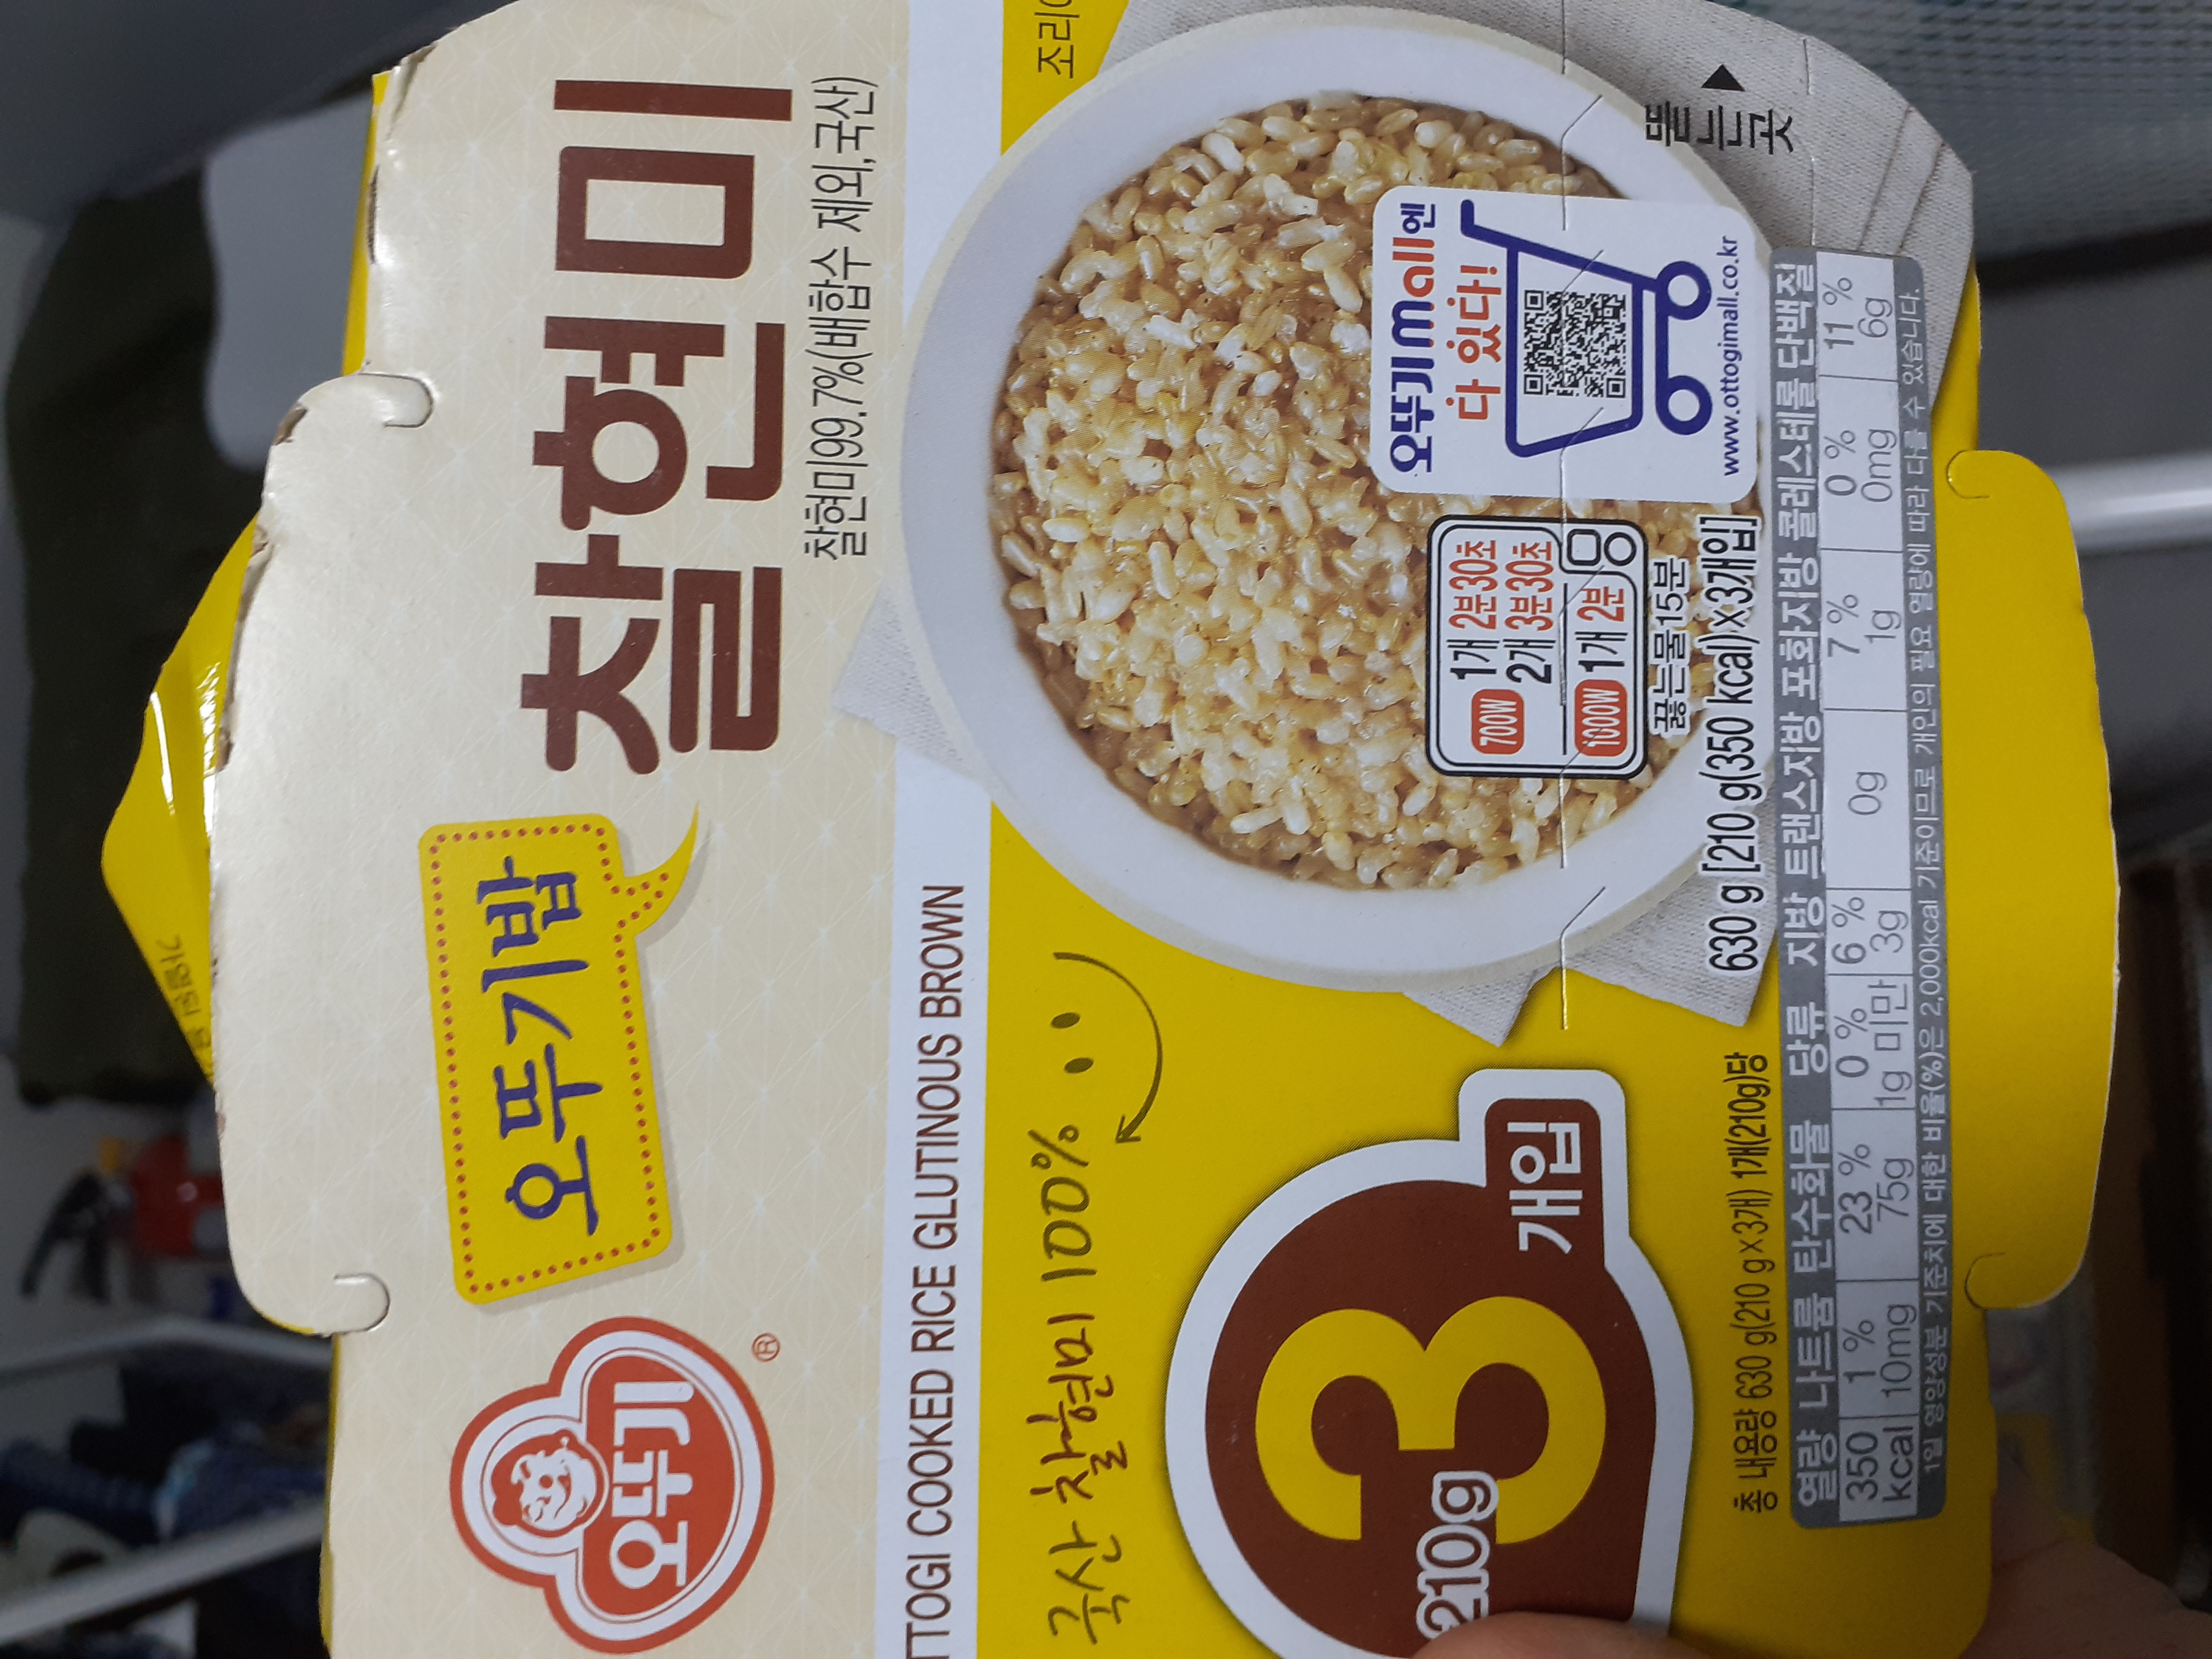 오뚜기
®
오뚜기밥
찰현미
찰현미99.7%(배합수 제외,국산)
TTOGI COOKED RICE GLUTINOUS BROWN
국산 찰현미 100%
조리
210g
3
개입
오뚜기mall엔
다 있다!
www.ottogimall.co.kr
700W 1개 2분30초
2개 3분30초
1000W 1개 2분
끓는물15분
630 g [210 g(350 kcal)×3개입]
뜯는곳▶
총 내용량 630 g(210 g×3개) 1개(210g)당
열량 나트륨 탄수화물 당류 지방 트랜스지방 포화지방 콜레스테롤 단백질
350 1 % 23 % 0 % 6 % 7 % 0 % 11 %
kcal 10mg 75g 1g 미만 3g 0g 1g 0mg 6g
1일 영양성분 기준치에 대한 비율(%)은 2,000kcal 기준이므로 개인의 필요 열량에 따라 다를 수 있습니다.